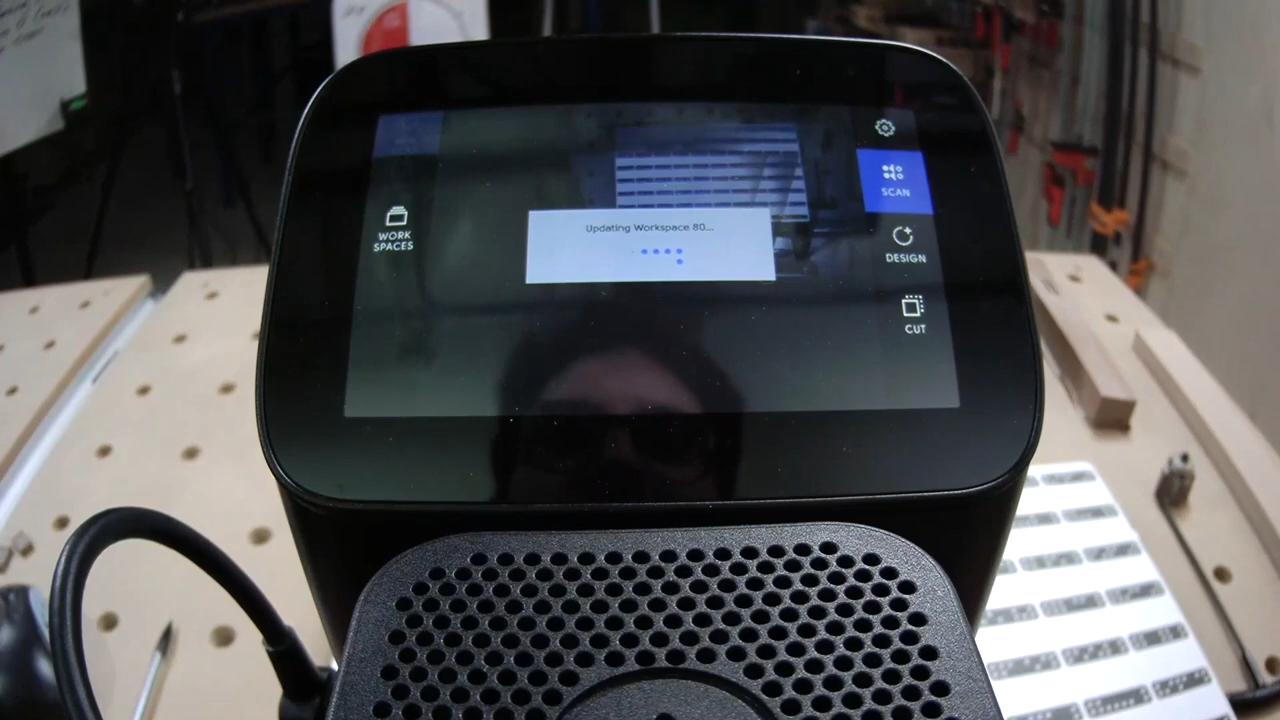 WORK
SPACES
Updating Workspace 80...
SCAN
DESIGN
CUT